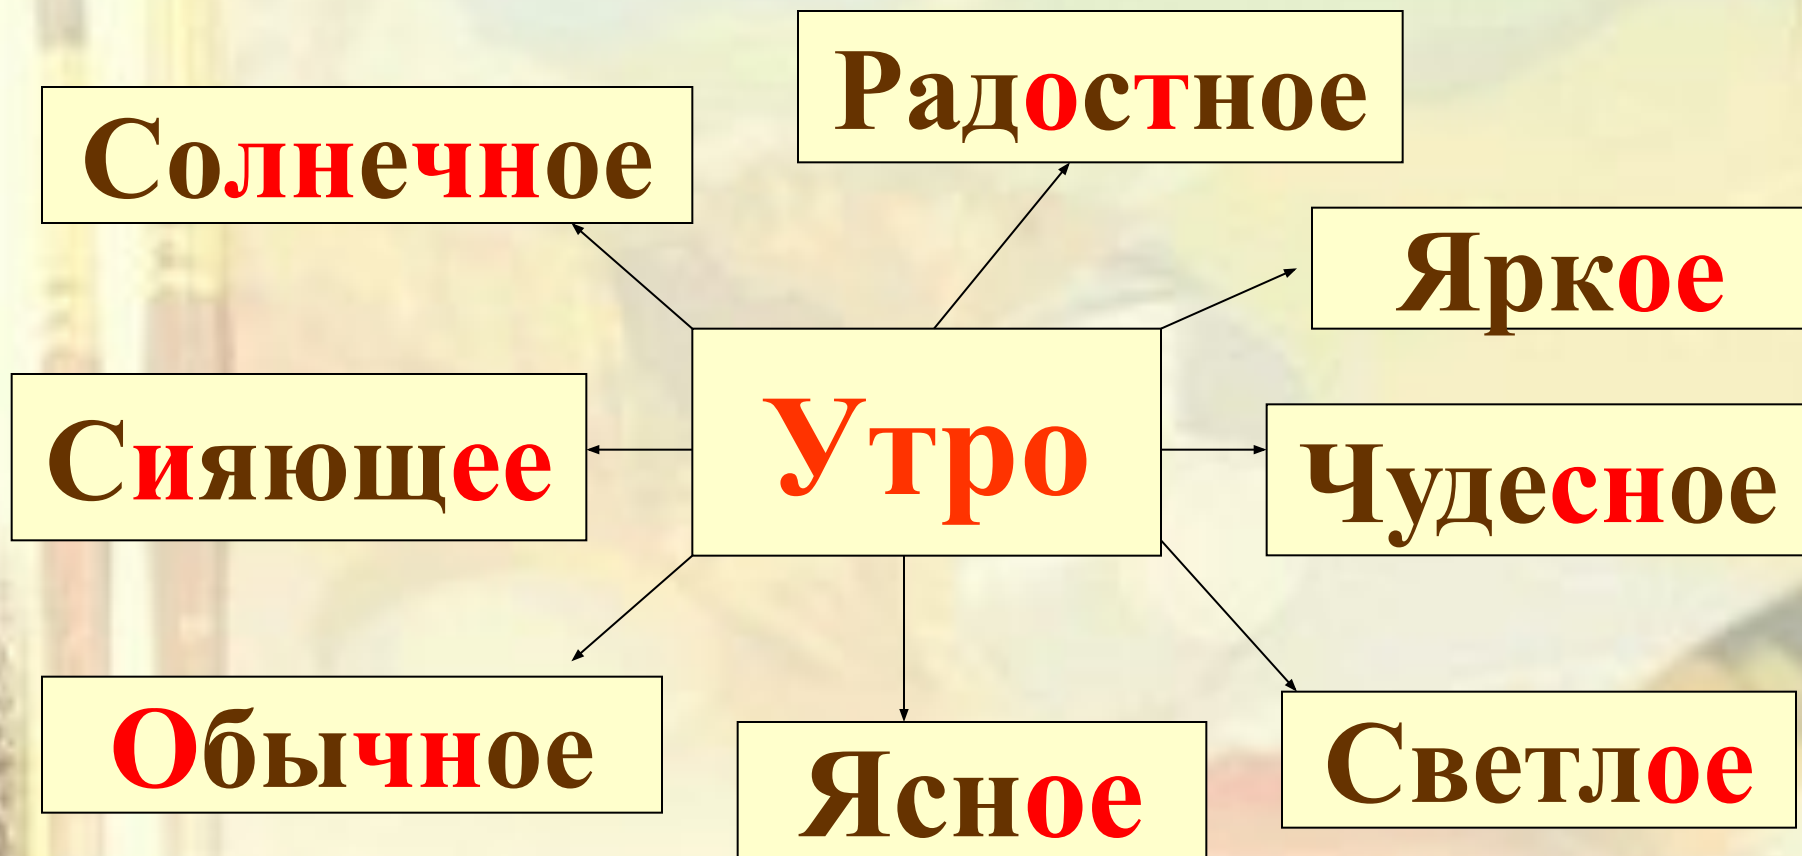 Радостное
Солнечное
Яркое
Утро
Сияющее
Чудесное
Обычное
Ясное
Светлое